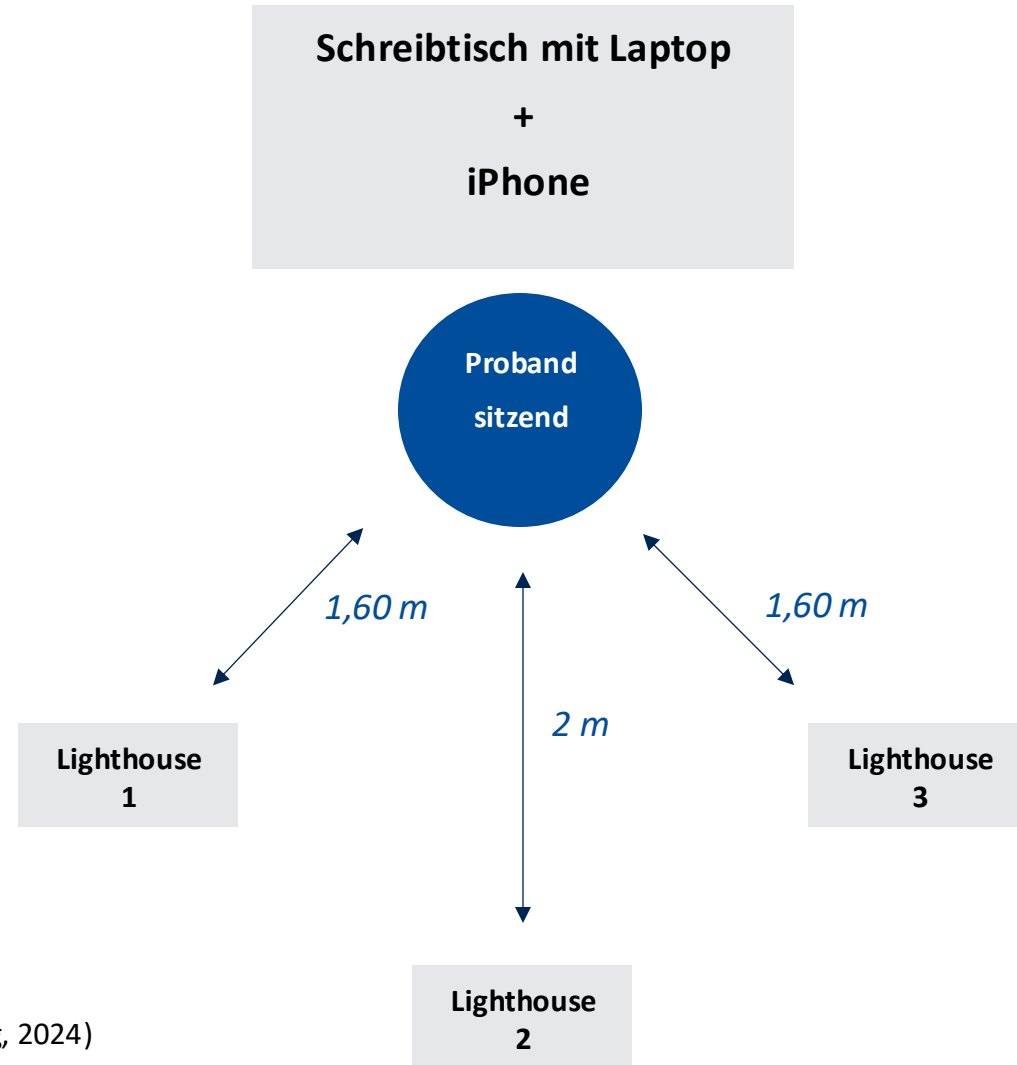 Schreibtisch mit Laptop
+
iPhone
Proband
sitzend
1,60 m
1,60 m
2 m
Lighthouse
1
Lighthouse
3
Lighthouse
2
, 2024)